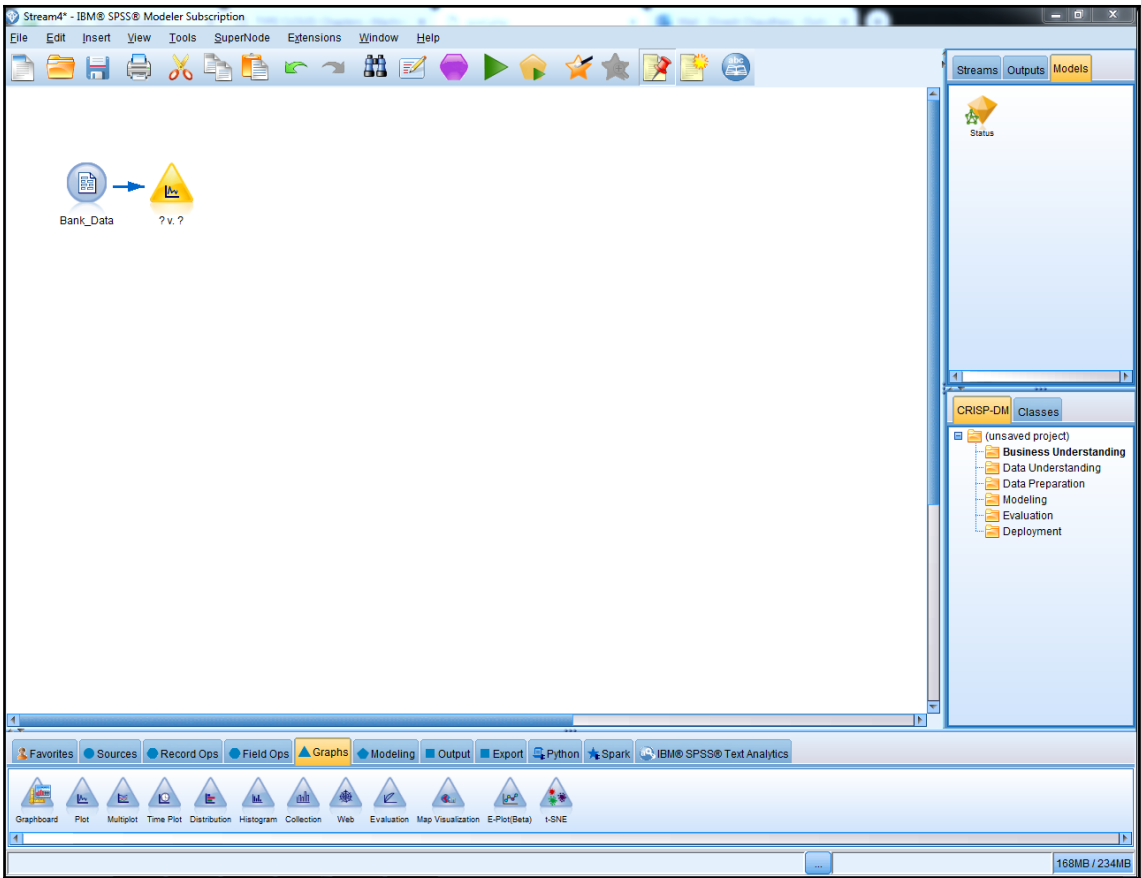 Stream4* - IBM® SPSS® Modeler Subscription
File Edit Insert View Tools SuperNode Extensions Window Help
abc
Streams Outputs Models
Status
Bank_Data ? v. ?
CRISP-DM Classes
(unsaved project)
Business Understanding
Data Understanding
Data Preparation
Modeling
Evaluation
Deployment
Favorites Sources Record Ops Field Ops Graphs Modeling Output Export Python Spark IBM® SPSS® Text Analytics
Graphboard Plot Multiplot Time Plot Distribution Histogram Collection Web Evaluation Map Visualization E-Plot(Beta) t-SNE
... 168MB / 234MB